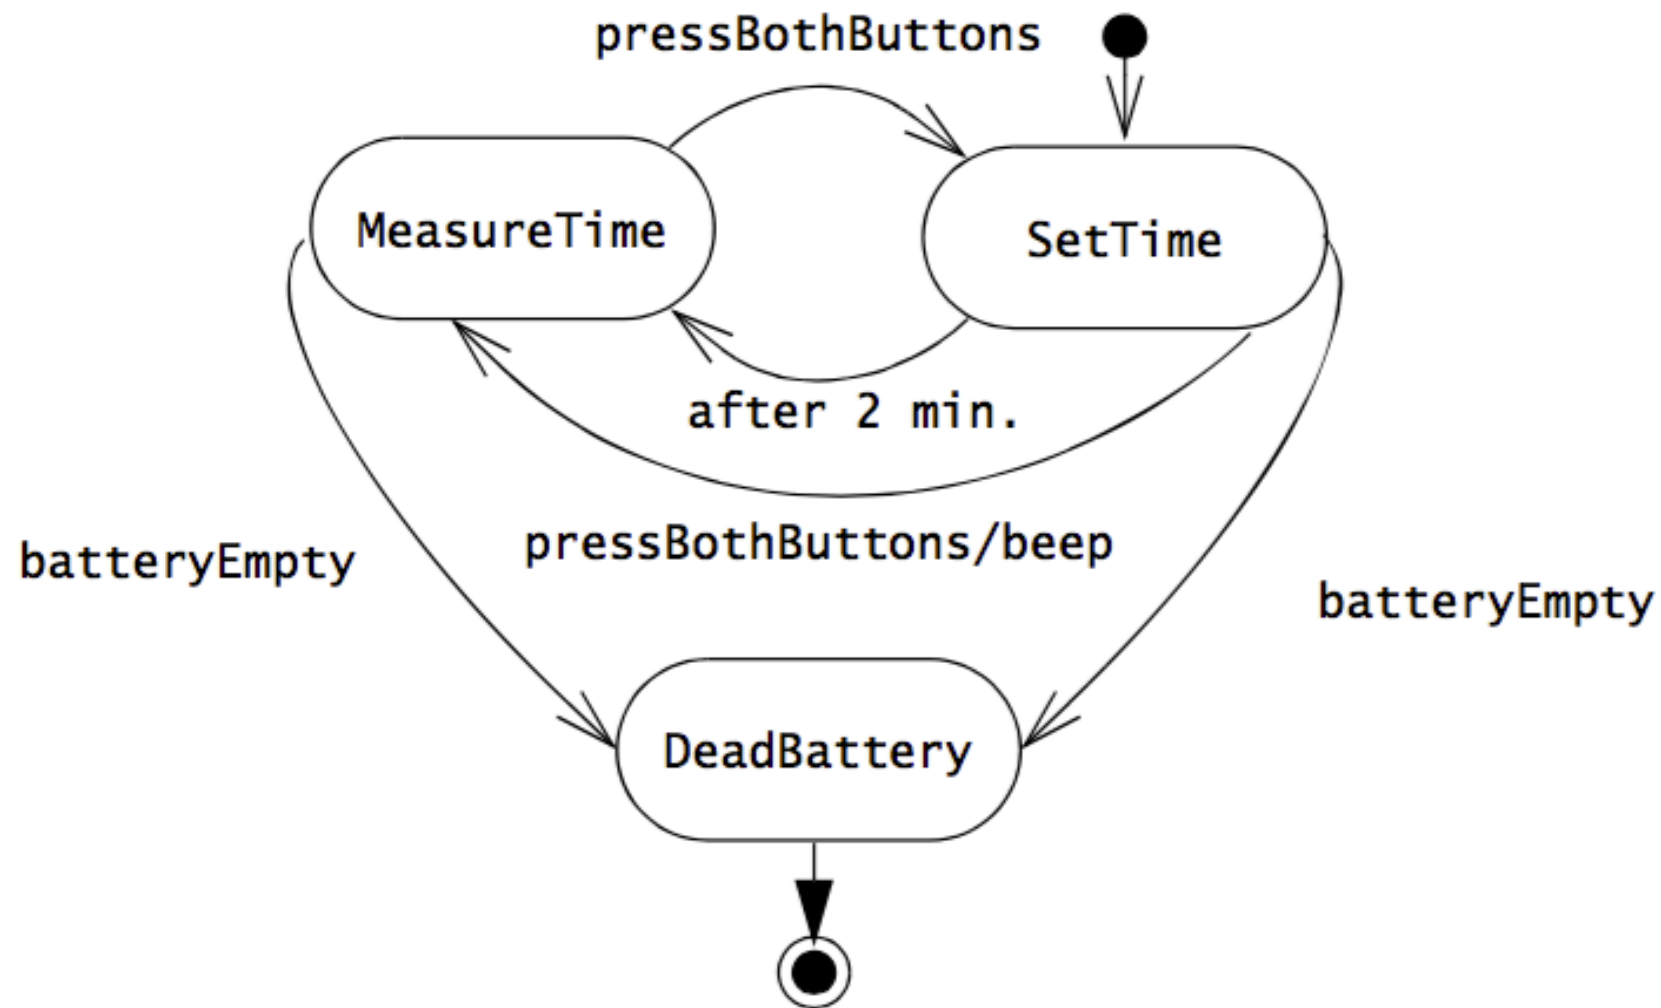 pressBothButtons
MeasureTime
SetTime
after 2 min.
pressBothButtons/beep
batteryEmpty
batteryEmpty
DeadBattery